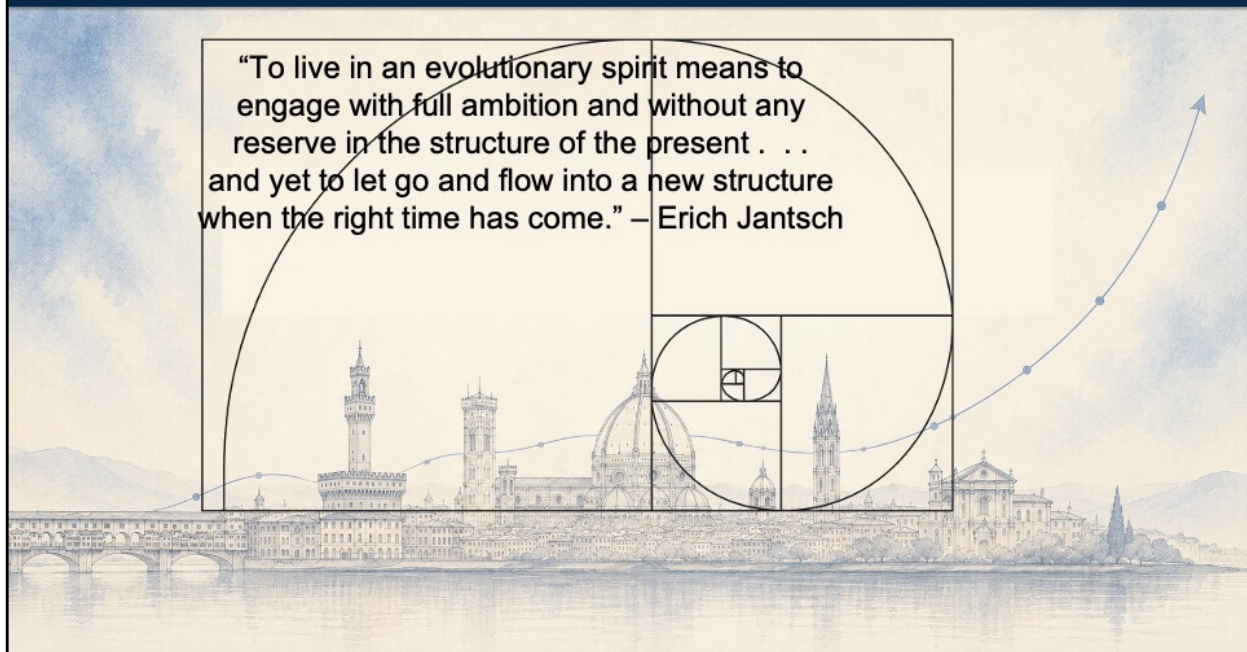 “To live in an evolutionary spirit means to
engage with full ambition and without any
reserve in the structure of the present . . .
and yet to let go and flow into a new structure
when the right time has come.” – Erich Jantsch